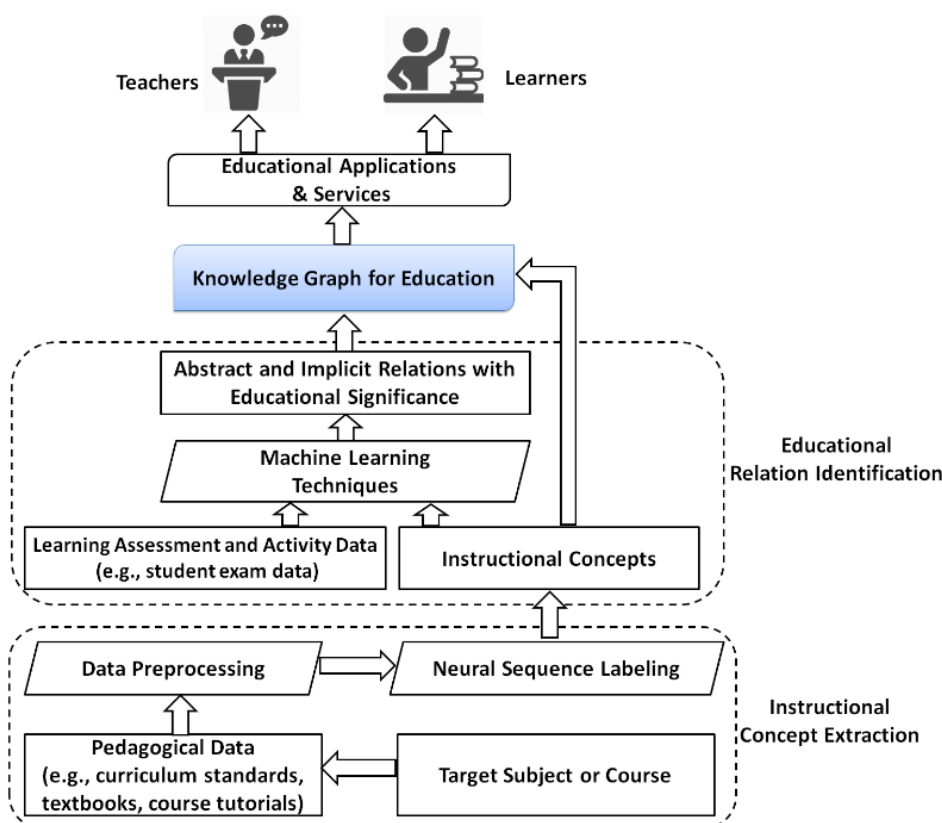 Teachers
Learners
Educational Applications
& Services
Knowledge Graph for Education
Abstract and Implicit Relations with
Educational Significance
Machine Learning
Techniques
Educational
Relation Identification
Learning Assessment and Activity Data
(e.g., student exam data)
Instructional Concepts
Data Preprocessing
Neural Sequence Labeling
Instructional
Concept Extraction
Pedagogical Data
(e.g., curriculum standards,
textbooks, course tutorials)
Target Subject or Course